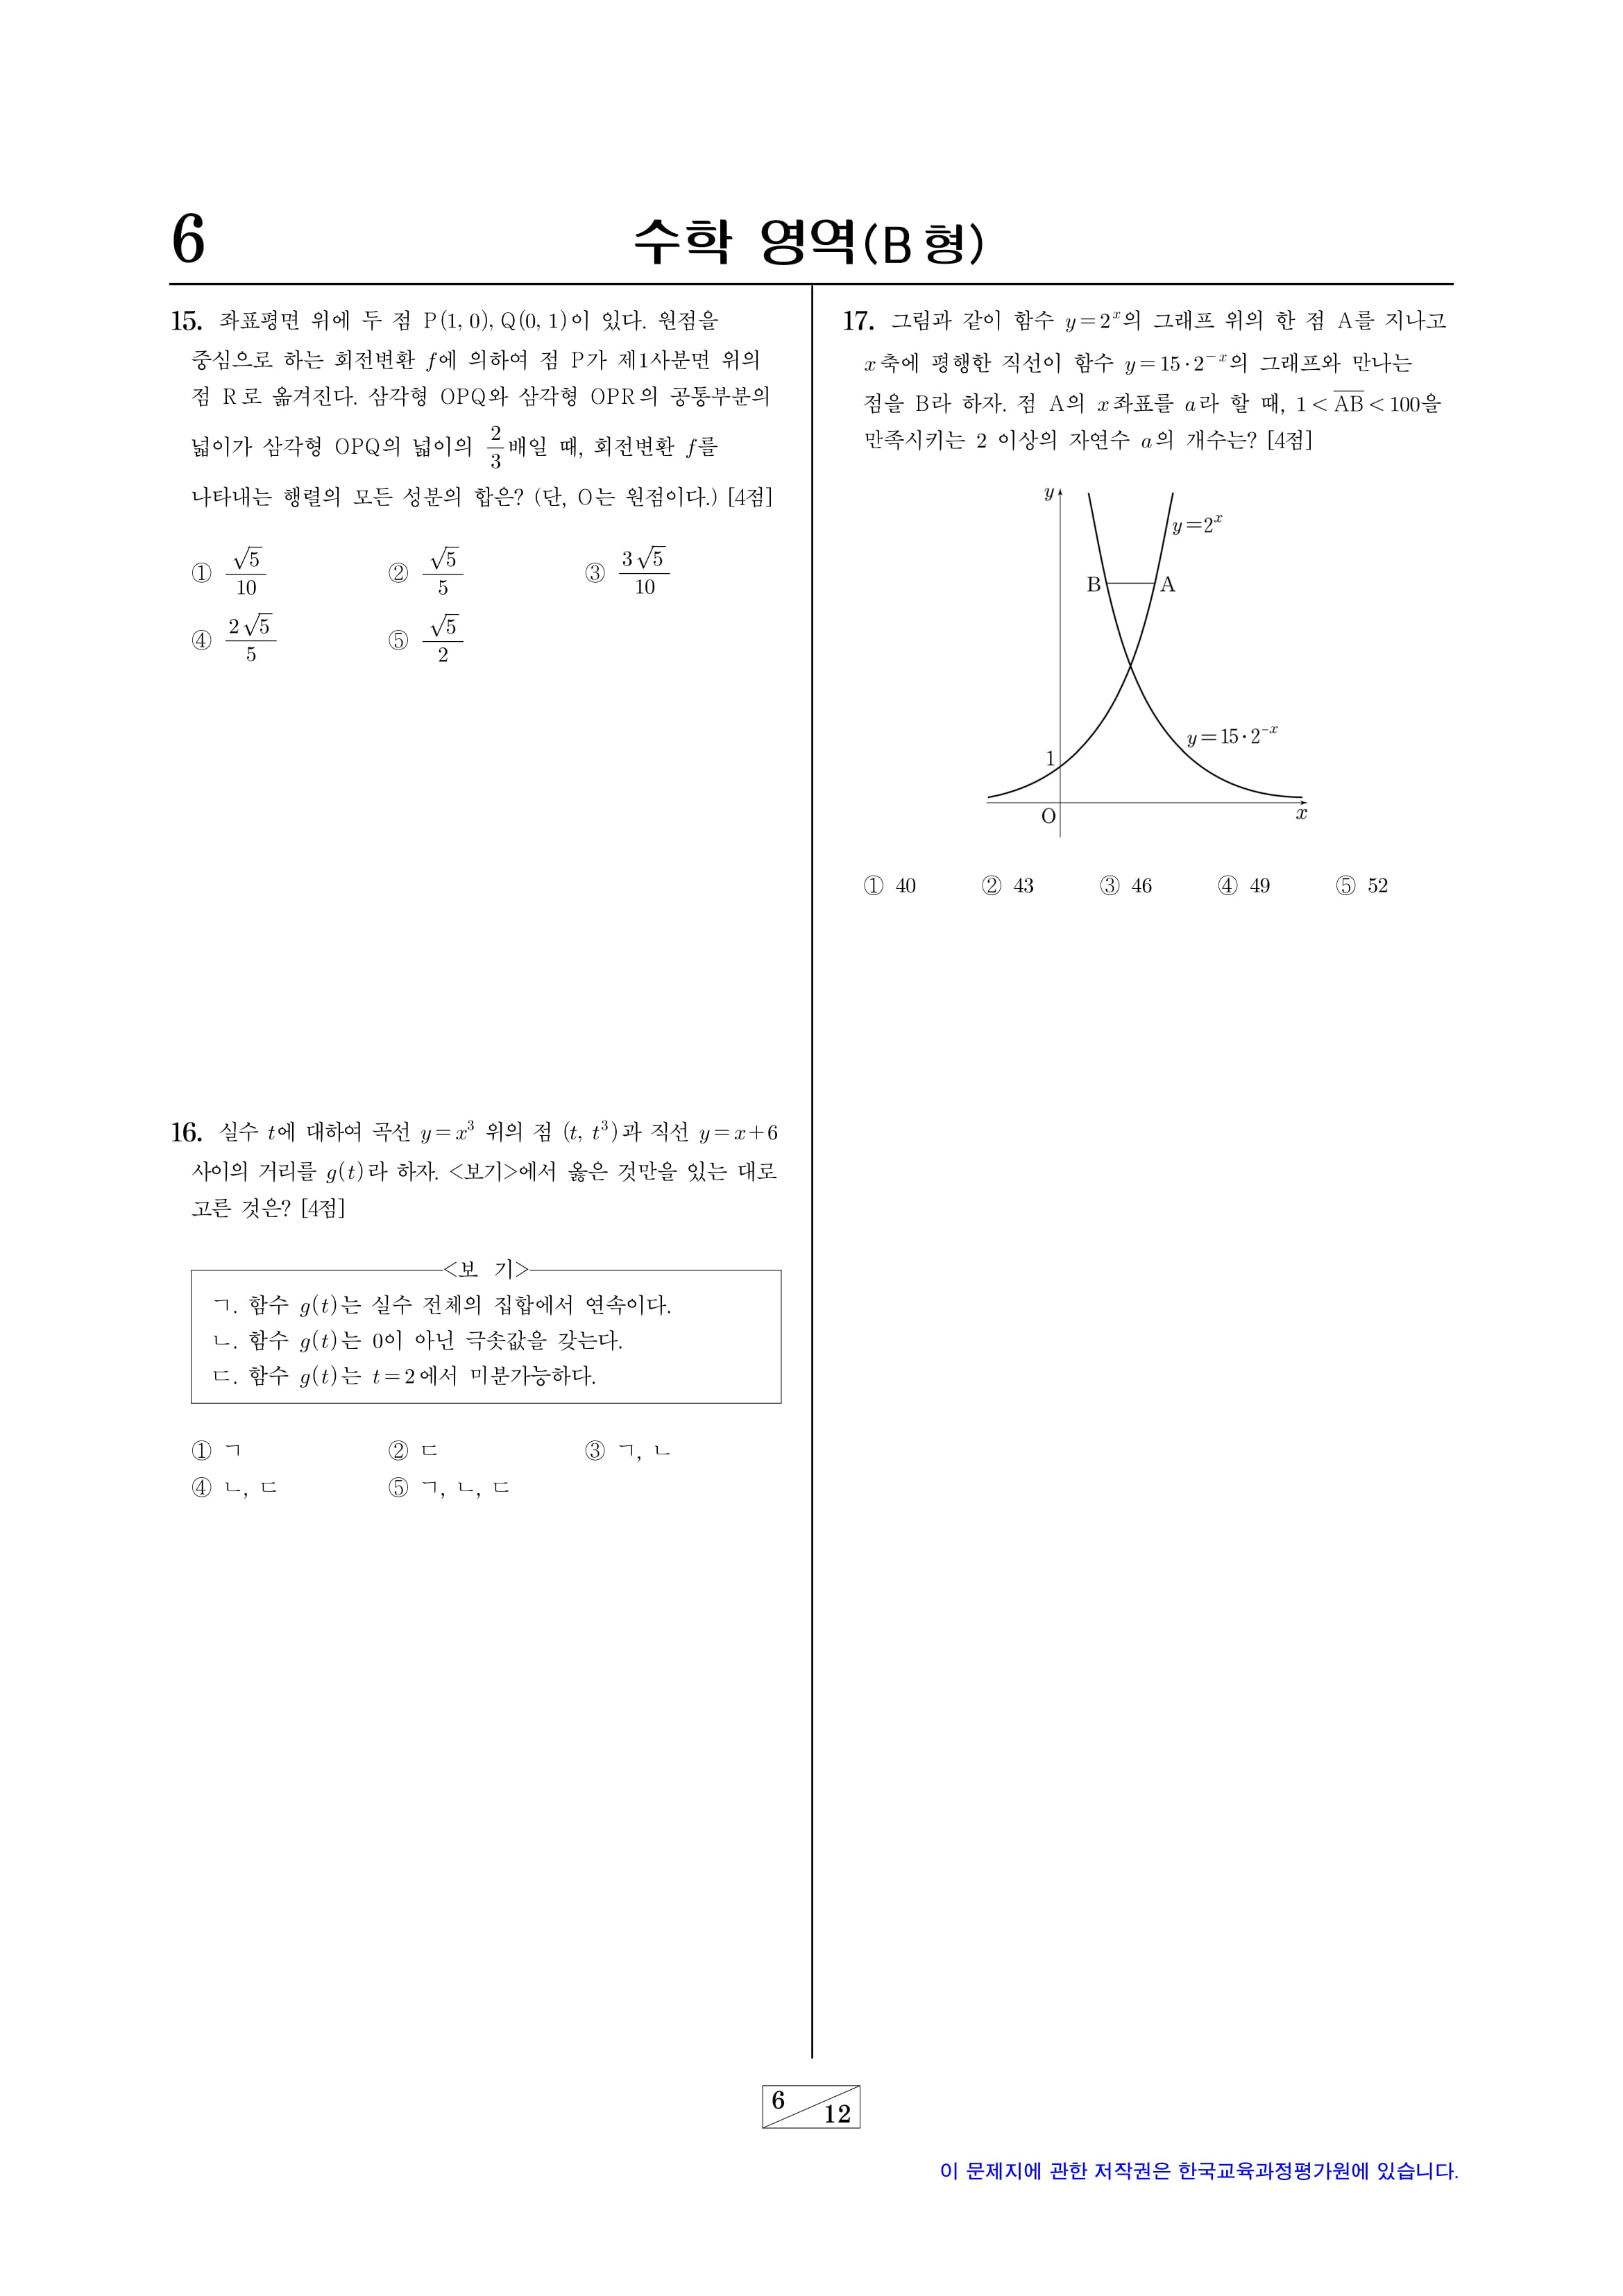 6
수학 영역(B 형)
15. 좌표평면 위에 두 점 P(1, 0), Q(0, 1)이 있다. 원점을
중심으로 하는 회전변환 f에 의하여 점 P가 제1사분면 위의
점 R로 옮겨진다. 삼각형 OPQ와 삼각형 OPR의 공통부분의
넓이가 삼각형 OPQ의 넓이의 2/3배일 때, 회전변환 f를
나타내는 행렬의 모든 성분의 합은? (단, O는 원점이다.) [4점]
① √5/10 ② √5/5 ③ 3√5/10
④ 2√5/5 ⑤ √5/2
16. 실수 t에 대하여 곡선 y=x³ 위의 점 (t, t³)과 직선 y=x+6
사이의 거리를 g(t)라 하자. <보기>에서 옳은 것만을 있는 대로
고른 것은? [4점]
<보 기>
ㄱ. 함수 g(t)는 실수 전체의 집합에서 연속이다.
ㄴ. 함수 g(t)는 0이 아닌 극솟값을 갖는다.
ㄷ. 함수 g(t)는 t=2에서 미분가능하다.
① ㄱ ② ㄷ ③ ㄱ, ㄴ
④ ㄴ, ㄷ ⑤ ㄱ, ㄴ, ㄷ
17. 그림과 같이 함수 y=2ˣ의 그래프 위의 한 점 A를 지나고
x축에 평행한 직선이 함수 y=15·2⁻ˣ의 그래프와 만나는
점을 B라 하자. 점 A의 x좌표를 a라 할 때, 1<A̅B̅<100을
만족시키는 2 이상의 자연수 a의 개수는? [4점]
y
y=2ˣ
B A
y=15·2⁻ˣ
1
O x
① 40 ② 43 ③ 46 ④ 49 ⑤ 52
6 12
이 문제지에 관한 저작권은 한국교육과정평가원에 있습니다.